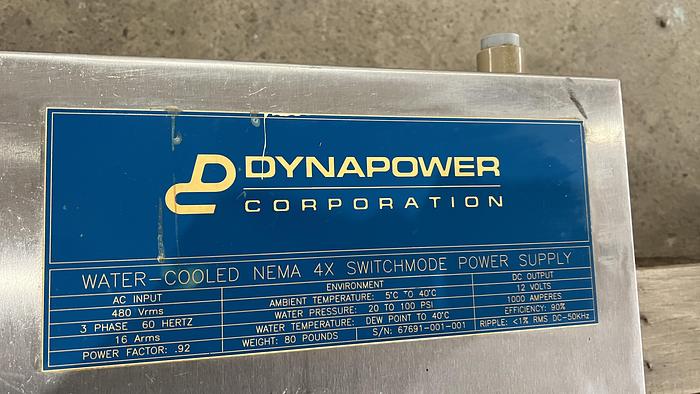 DYNAPOWER
CORPORATION
WATER-COOLED NEMA 4X SWITCHMODE POWER SUPPLY
AC INPUT
480 Vrms
3 PHASE 60 HERTZ
16 Arms
POWER FACTOR: .92
ENVIRONMENT
AMBIENT TEMPERATURE: 5°C TO 40°C
WATER PRESSURE: 20 TO 100 PSI
WATER TEMPERATURE: DEW POINT TO 40°C
WEIGHT: 80 POUNDS S/N: 67691-001-001
DC OUTPUT
12 VOLTS
1000 AMPERES
EFFICIENCY: 90%
RIPPLE: <1% RMS DC-50KHz